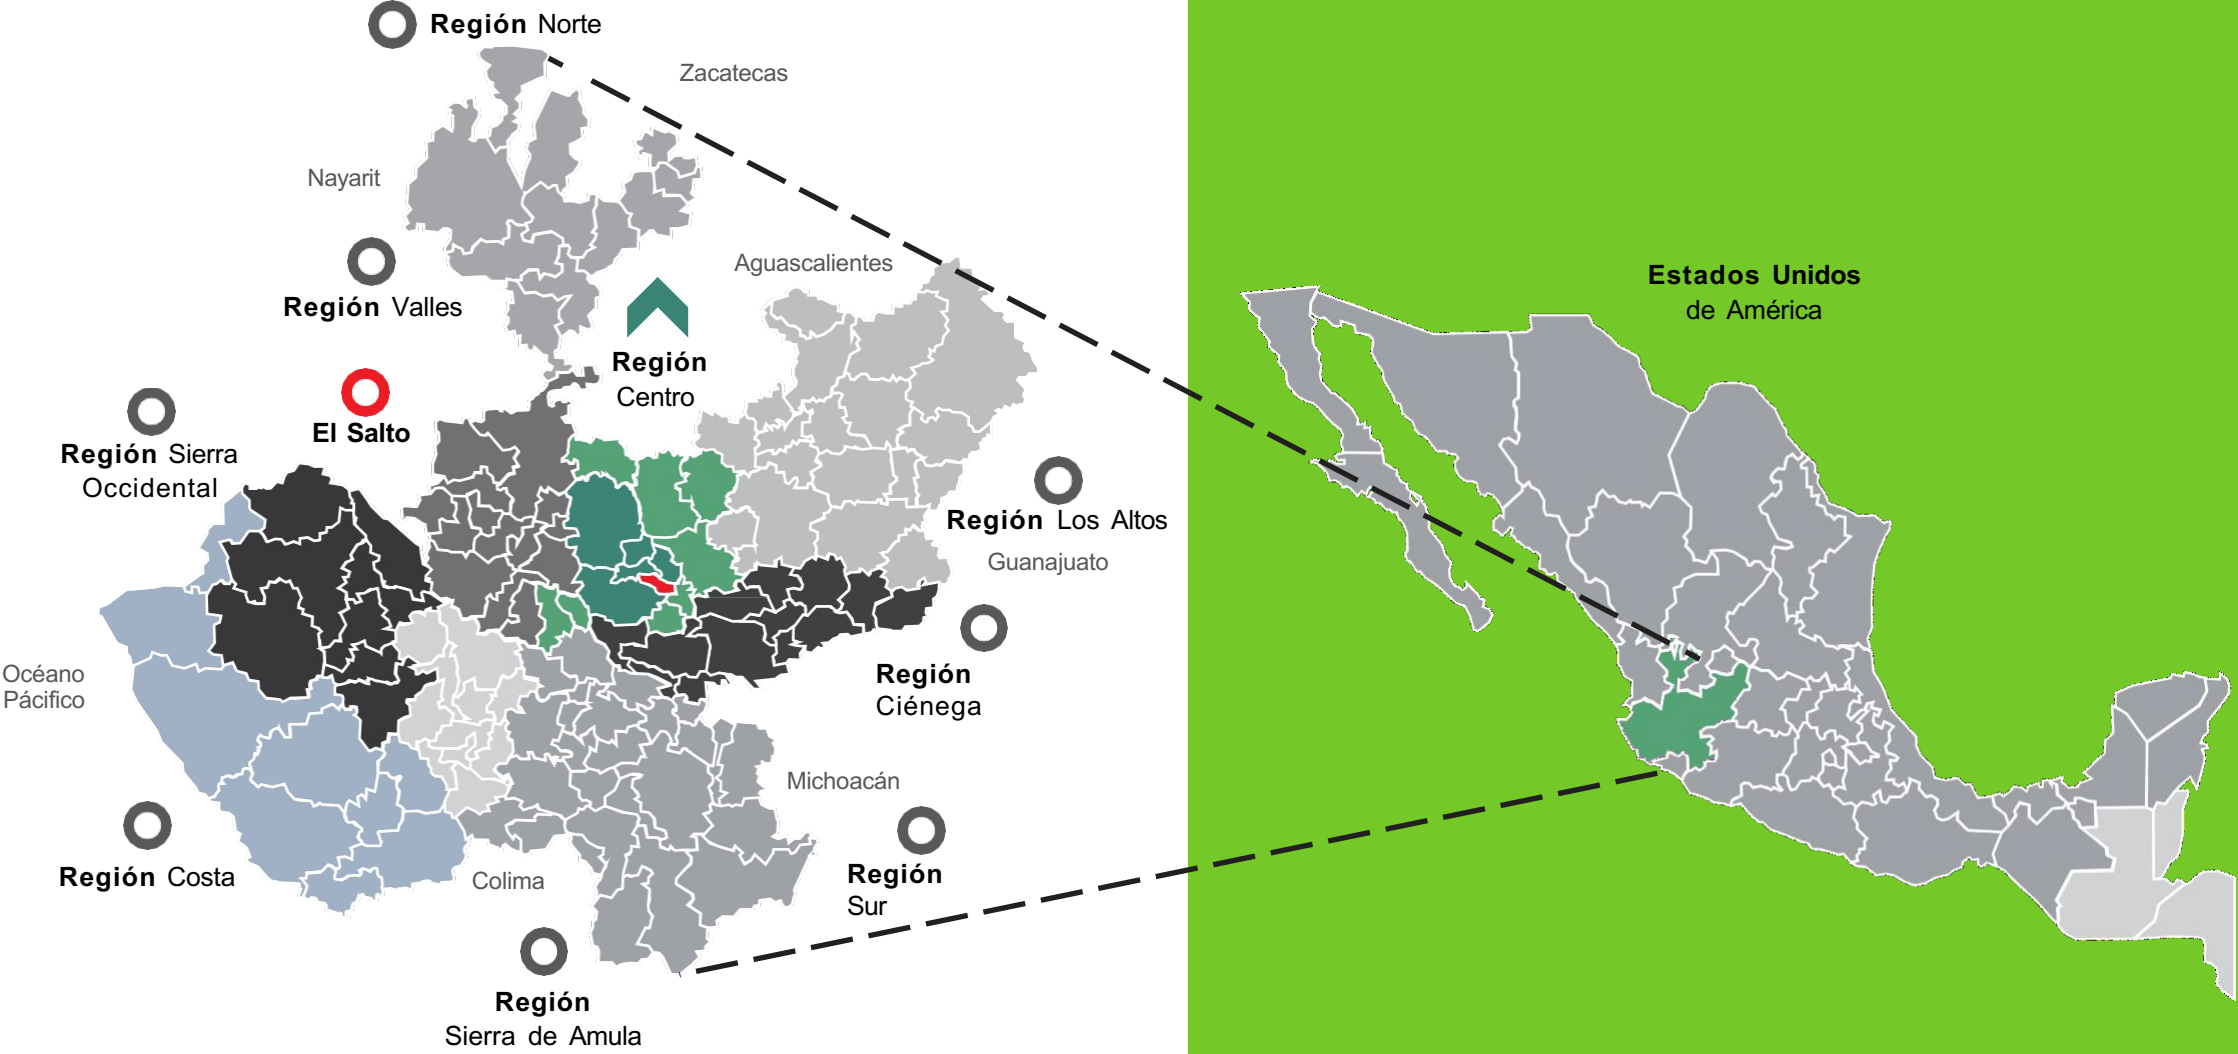 Región Norte
Zacatecas
Nayarit
Aguascalientes
Región Valles
Región
Centro
El Salto
Región Sierra
Occidental
Región Los Altos
Guanajuato
Océano
Pácifico
Región
Ciénega
Michoacán
Región Costa
Colima
Región
Sur
Región
Sierra de Amula
Estados Unidos
de América